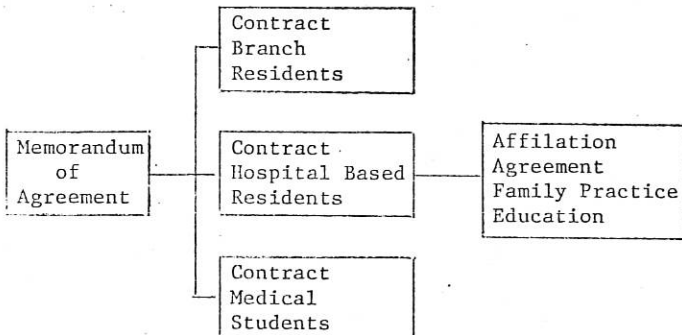 Contract
Branch
Residents
Memorandum
of
Agreement
Contract
Hospital Based
Residents
Affilation
Agreement
Family Practice
Education
Contract
Medical
Students